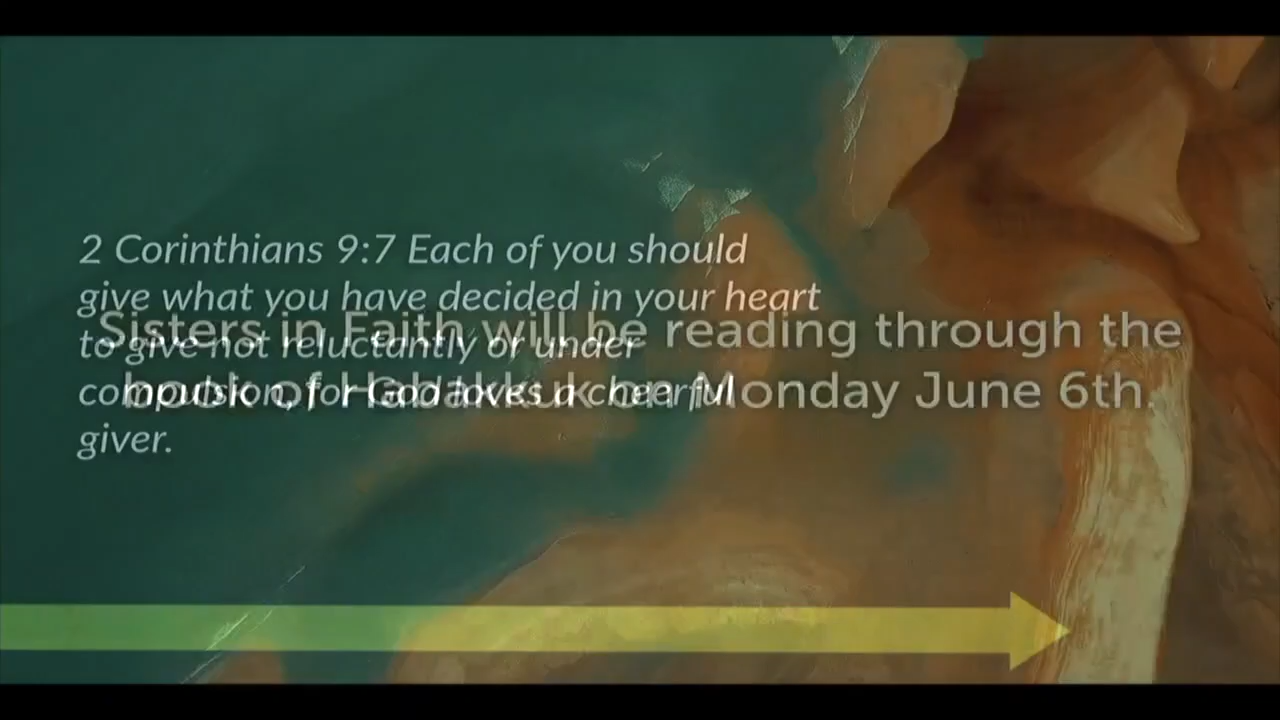 2 Corinthians 9:7 Each of you should
give what you have decided in your heart
to give not reluctantly or under
compulsion, for God loves a cheerful
giver.
Sisters in Faith will be reading through the
book of Habakkuk on Monday June 6th.